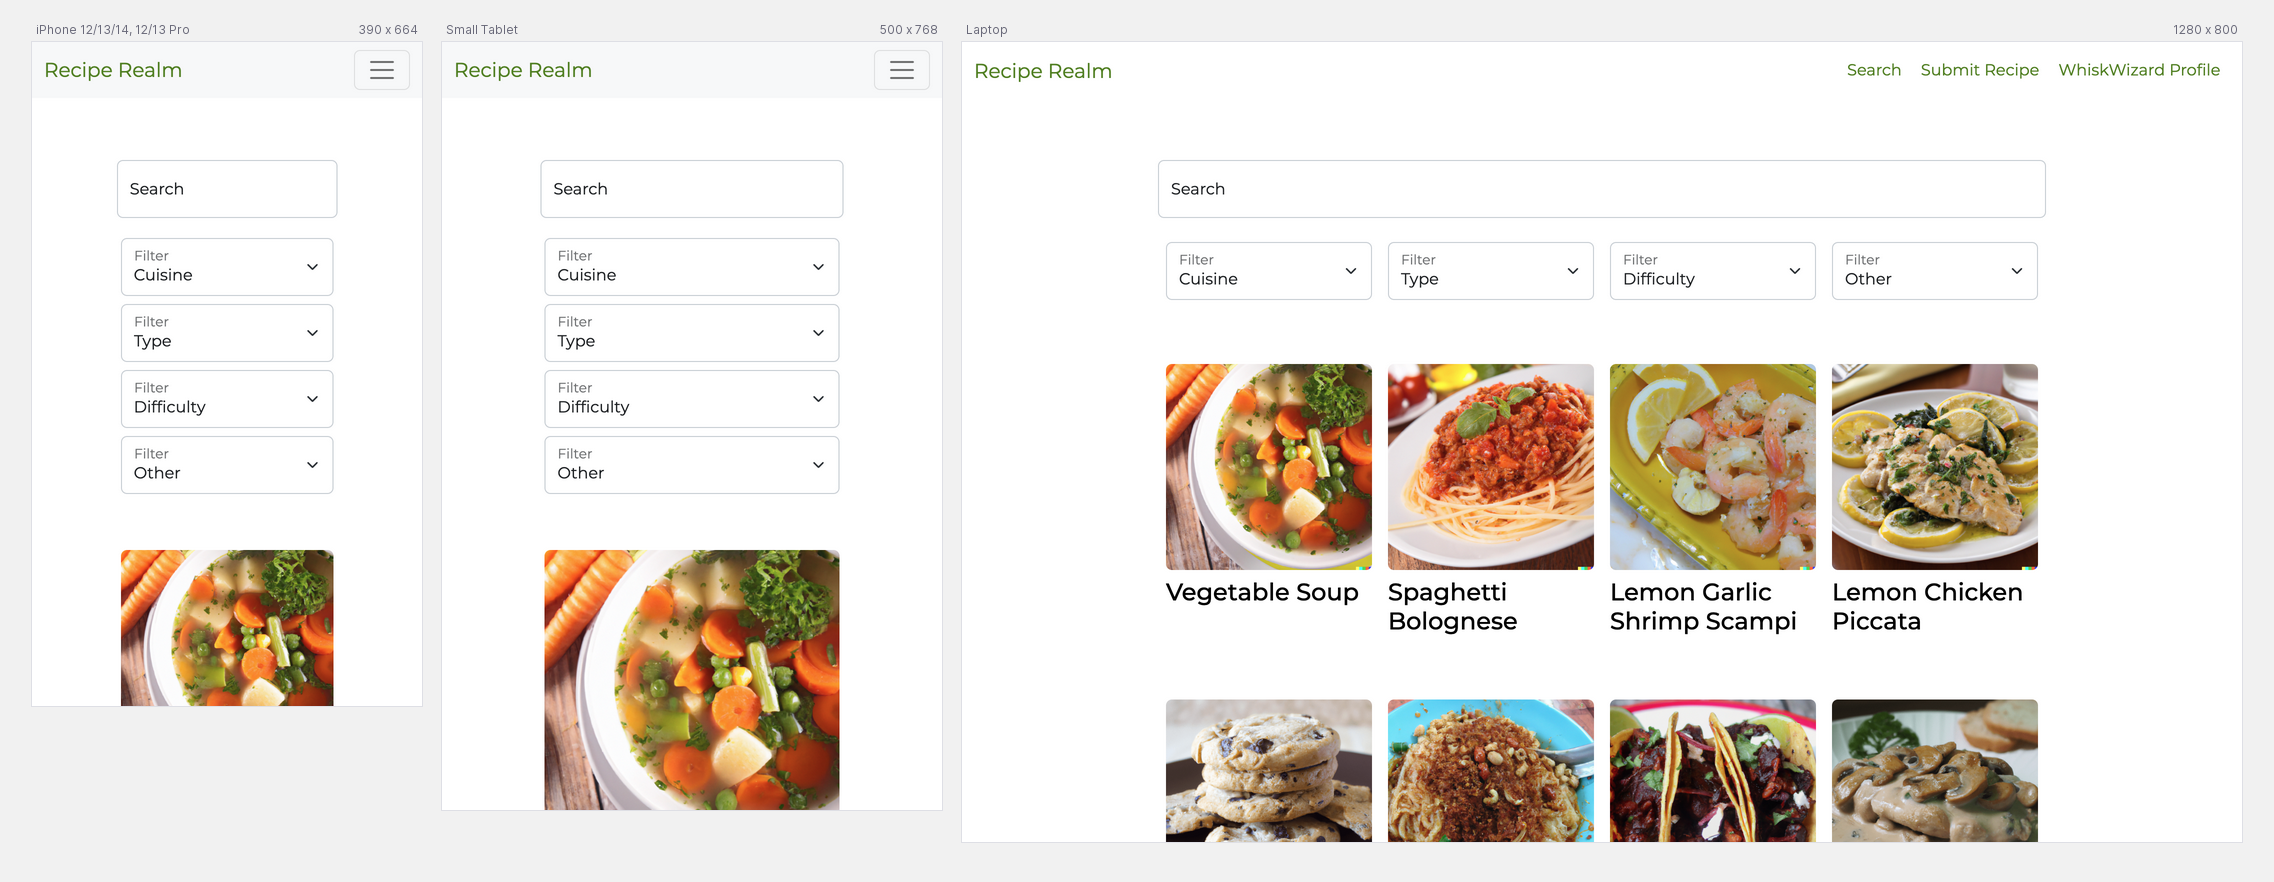 iPhone 12/13/14, 12/13 Pro 390 x 664
Recipe Realm
Search
Filter
Cuisine
Filter
Type
Filter
Difficulty
Filter
Other
Small Tablet 500 x 768
Recipe Realm
Search
Filter
Cuisine
Filter
Type
Filter
Difficulty
Filter
Other
Laptop 1280 x 800
Recipe Realm Search Submit Recipe WhiskWizard Profile
Search
Filter Filter Filter Filter
Cuisine Type Difficulty Other
Vegetable Soup
Spaghetti
Bolognese
Lemon Garlic
Shrimp Scampi
Lemon Chicken
Piccata